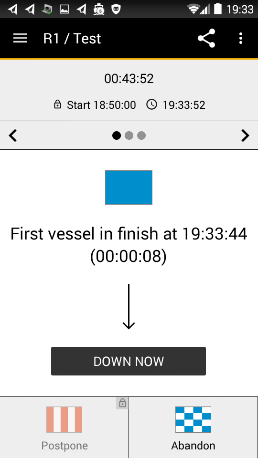 19:33
R1 / Test
00:43:52
Start 18:50:00 19:33:52
First vessel in finish at 19:33:44
(00:00:08)
DOWN NOW
Postpone Abandon